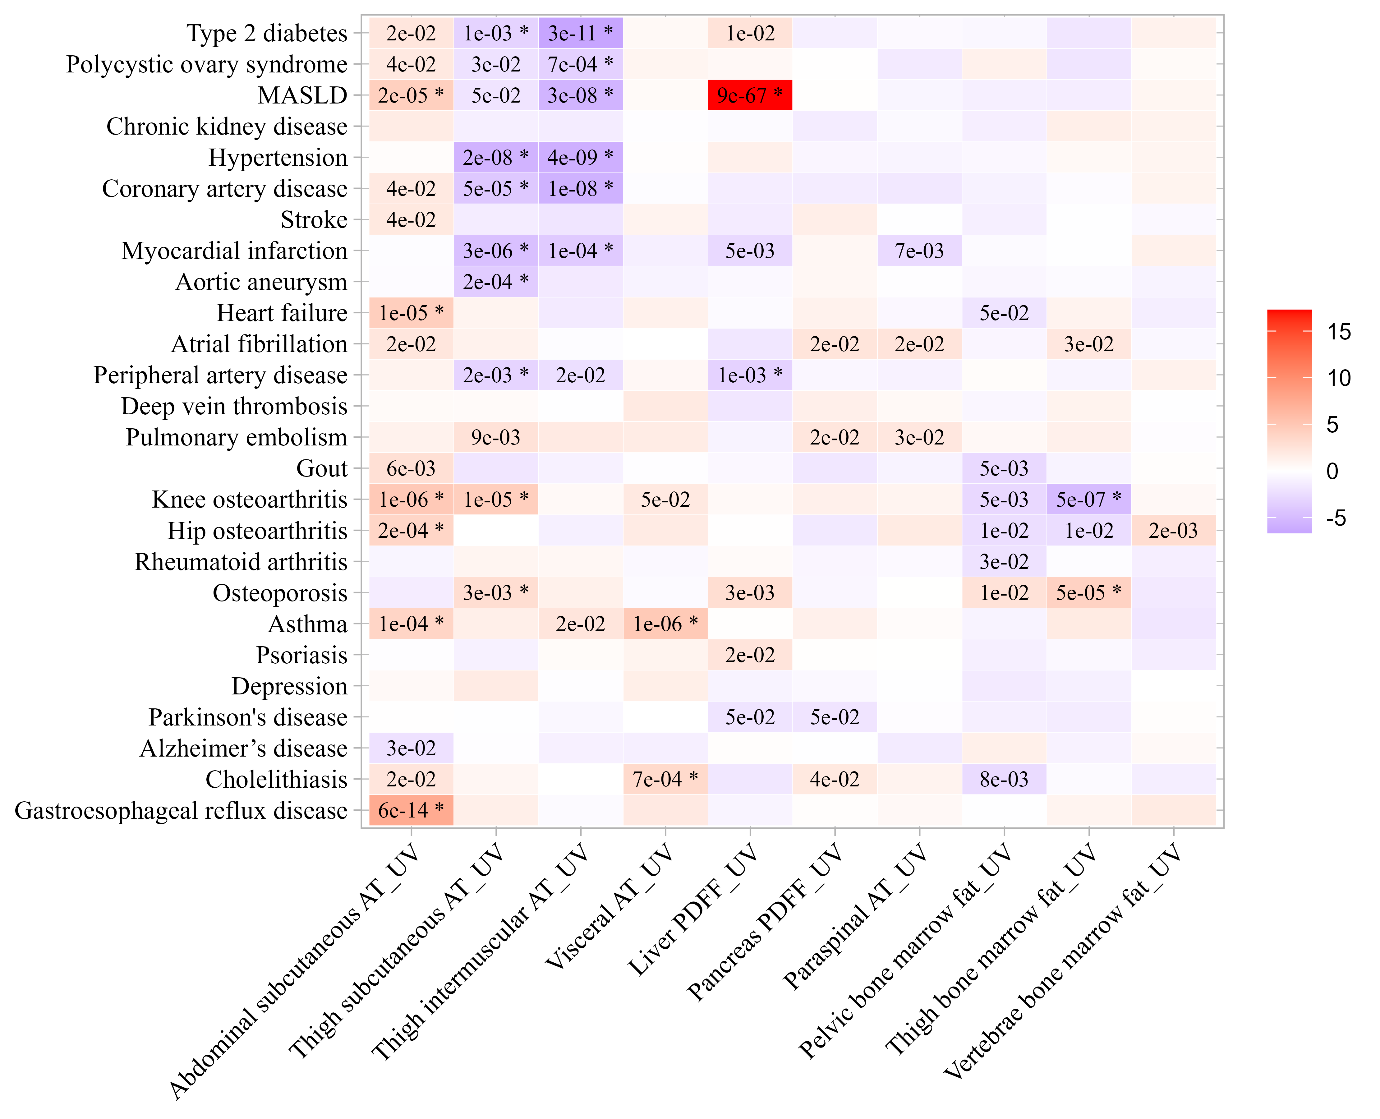 Type 2 diabetes 2e-02 1e-03 * 3e-11 * 1e-02
Polycystic ovary syndrome 4e-02 3e-02 7e-04 *
MASLD 2e-05 * 5e-02 3e-08 * 9e-67 *
Chronic kidney disease
Hypertension 2e-08 * 4e-09 *
Coronary artery disease 4e-02 5e-05 * 1e-08 *
Stroke 4e-02
Myocardial infarction 3e-06 * 1e-04 * 5e-03 7e-03
Aortic aneurysm 2e-04 *
Heart failure 1e-05 * 5e-02
Atrial fibrillation 2e-02 2e-02 2e-02 3e-02
Peripheral artery disease 2e-03 * 2e-02 1e-03 *
Deep vein thrombosis
Pulmonary embolism 9e-03 2e-02 3e-02
Gout 6e-03 5e-03
Knee osteoarthritis 1e-06 * 1e-05 * 5e-02 5e-03 5e-07 *
Hip osteoarthritis 2e-04 * 1e-02 1e-02 2e-03
Rheumatoid arthritis 3e-02
Osteoporosis 3e-03 * 3e-03 1e-02 5e-05 *
Asthma 1e-04 * 2e-02 1e-06 *
Psoriasis 2e-02
Depression
Parkinson's disease 5e-02 5e-02
Alzheimer’s disease 3e-02
Cholelithiasis 2e-02 7e-04 * 4e-02 8e-03
Gastroesophageal reflux disease 6e-14 *
Abdominal subcutaneous AT_UV
Thigh subcutaneous AT_UV
Thigh intermuscular AT_UV
Visceral AT_UV
Liver PDFF_UV
Pancreas PDFF_UV
Paraspinal AT_UV
Pelvic bone marrow fat_UV
Thigh bone marrow fat_UV
Vertebrae bone marrow fat_UV
15
10
5
0
-5